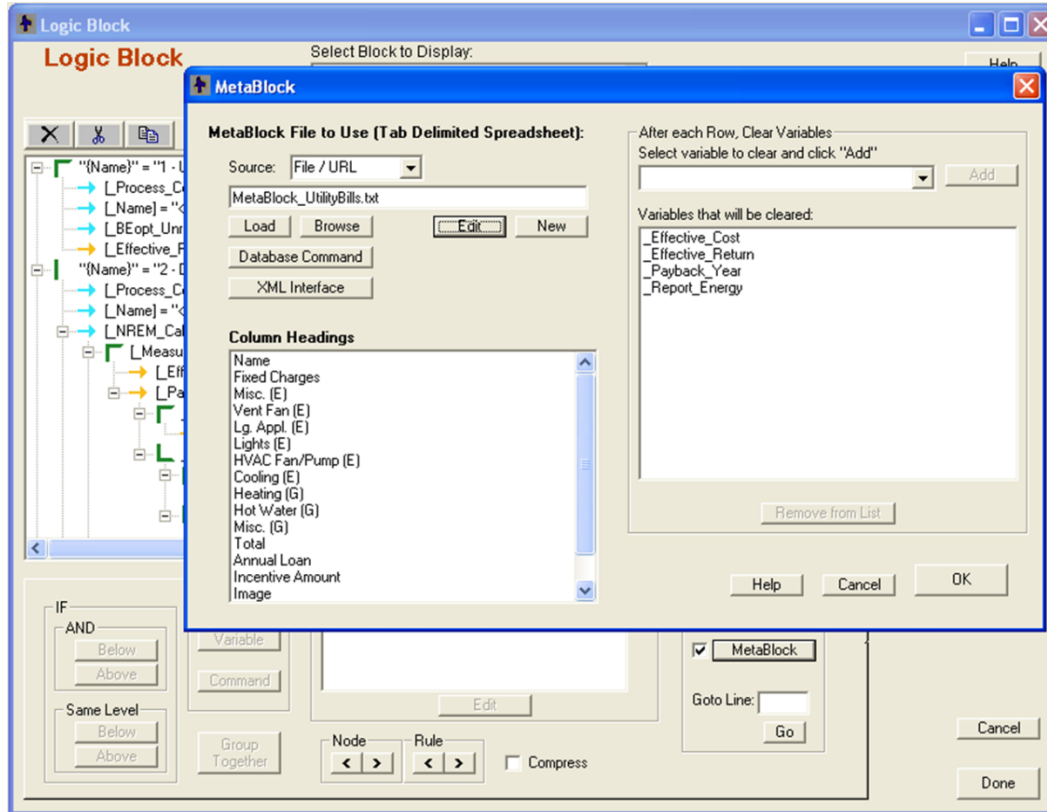 Logic Block
Logic Block
Select Block to Display:
MetaBlock
MetaBlock File to Use (Tab Delimited Spreadsheet):
Source: File / URL
MetaBlock_UtilityBills.txt
Load Browse Edit New
Database Command
XML Interface
Column Headings
Name
Fixed Charges
Misc. (E)
Vent Fan (E)
Lg. Appl. (E)
Lights (E)
HVAC Fan/Pump (E)
Cooling (E)
Heating (G)
Hot Water (G)
Misc. (G)
Total
Annual Loan
Incentive Amount
Image
After each Row, Clear Variables
Select variable to clear and click "Add"
Add
Variables that will be cleared:
_Effective_Cost
_Effective_Return
_Payback_Year
_Report_Energy
Remove from List
Help Cancel OK
"{Name}" = "1 - U
[_Process_C
[_Name] = "<
[_BEopt_Unr
[_Effective_F
"{Name}" = "2 - D
[_Process_C
[_Name] = "<
[_NREM_Cal
[_Measu
[_Eff
[_Pa
IF
AND
Below
Above
Same Level
Below
Above
Variable
Command
Group
Together
Edit
Node Rule
< > < >
Compress
MetaBlock
Goto Line:
Go
Cancel
Done